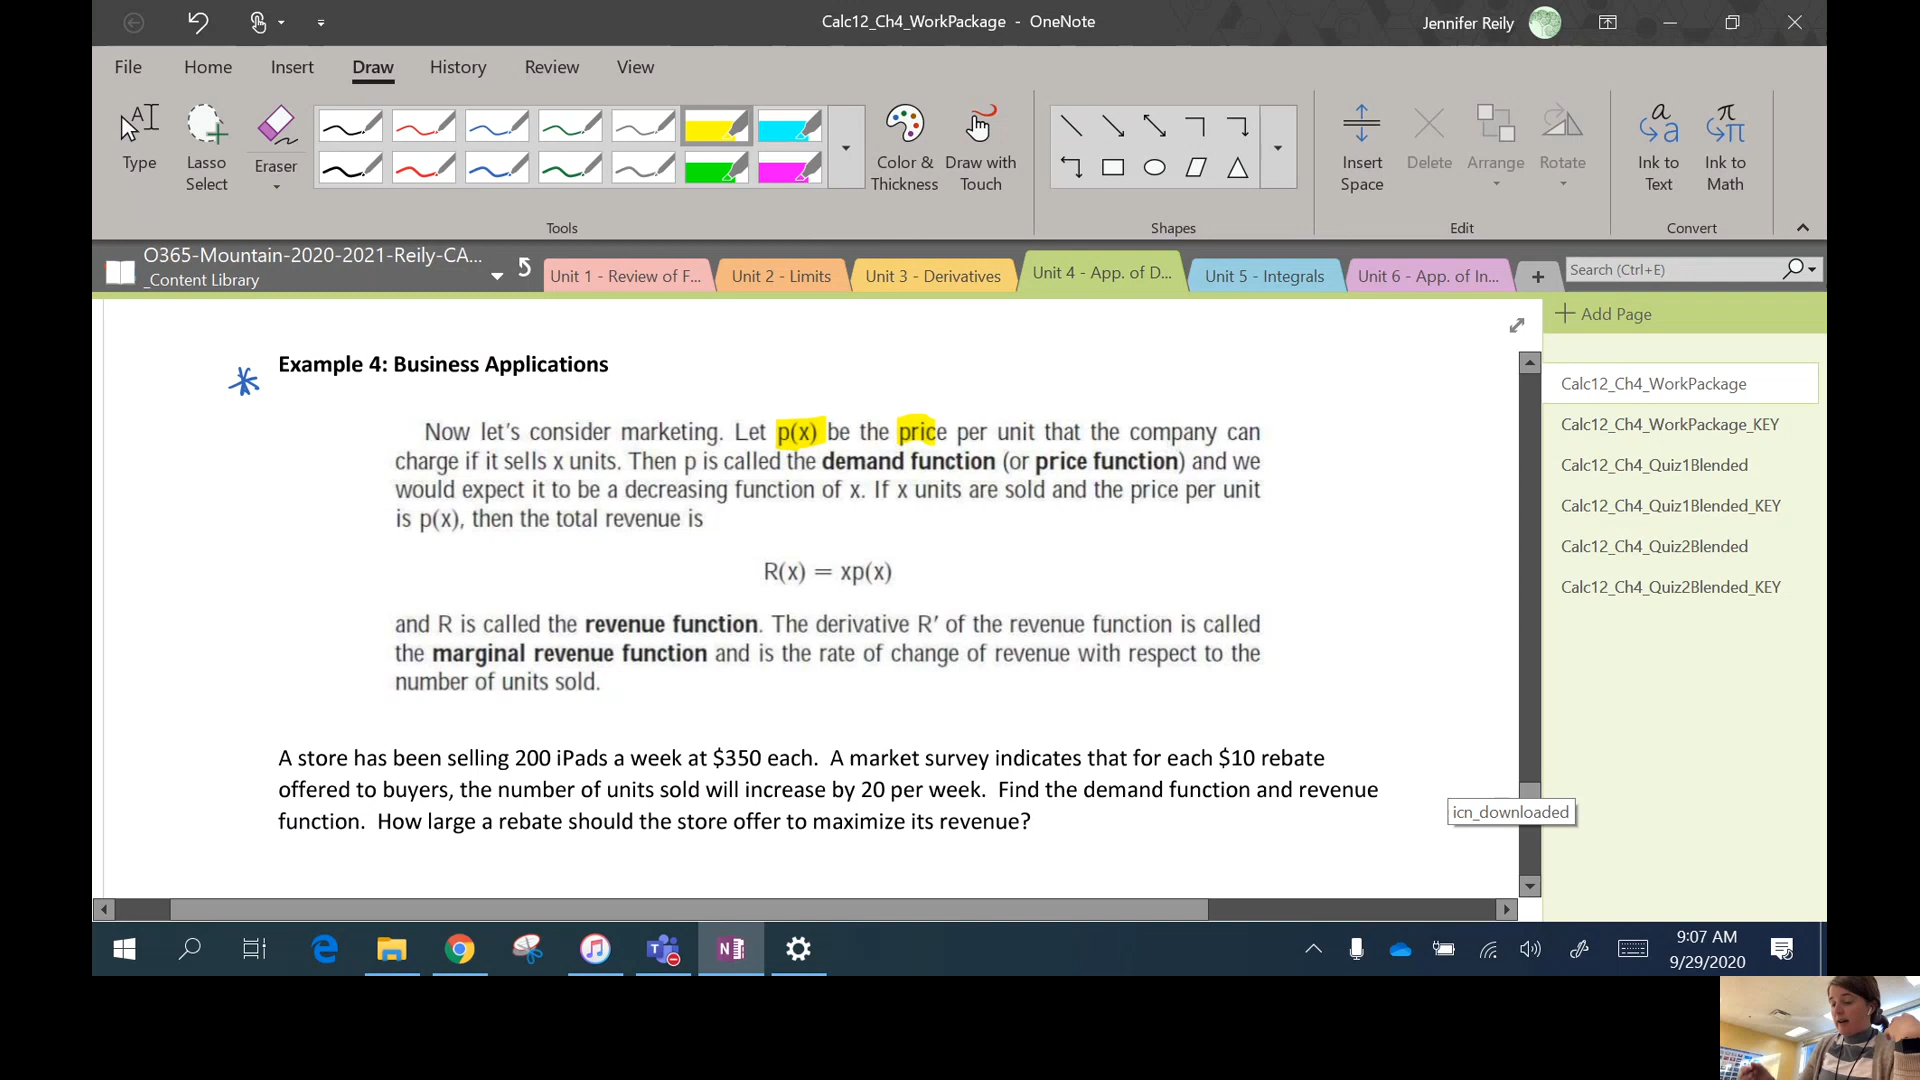 Calc12_Ch4_WorkPackage - OneNote
Jennifer Reily
File Home Insert Draw History Review View
Type
Lasso Select
Eraser
Color & Thickness
Draw with Touch
Insert Space
Delete
Arrange
Rotate
Ink to Text
Ink to Math
Tools
Shapes
Edit
Convert
O365-Mountain-2020-2021-Reily-CA...
_Content Library
Unit 1 - Review of F...
Unit 2 - Limits
Unit 3 - Derivatives
Unit 4 - App. of D...
Unit 5 - Integrals
Unit 6 - App. of In...
Search (Ctrl+E)
Add Page
Calc12_Ch4_WorkPackage
Calc12_Ch4_WorkPackage_KEY
Calc12_Ch4_Quiz1Blended
Calc12_Ch4_Quiz1Blended_KEY
Calc12_Ch4_Quiz2Blended
Calc12_Ch4_Quiz2Blended_KEY
Example 4: Business Applications
Now let's consider marketing. Let p(x) be the price per unit that the company can
charge if it sells x units. Then p is called the demand function (or price function) and we
would expect it to be a decreasing function of x. If x units are sold and the price per unit
is p(x), then the total revenue is
R(x) = xp(x)
and R is called the revenue function. The derivative R′ of the revenue function is called
the marginal revenue function and is the rate of change of revenue with respect to the
number of units sold.
A store has been selling 200 iPads a week at $350 each. A market survey indicates that for each $10 rebate
offered to buyers, the number of units sold will increase by 20 per week. Find the demand function and revenue
function. How large a rebate should the store offer to maximize its revenue?
icn_downloaded
9:07 AM
9/29/2020